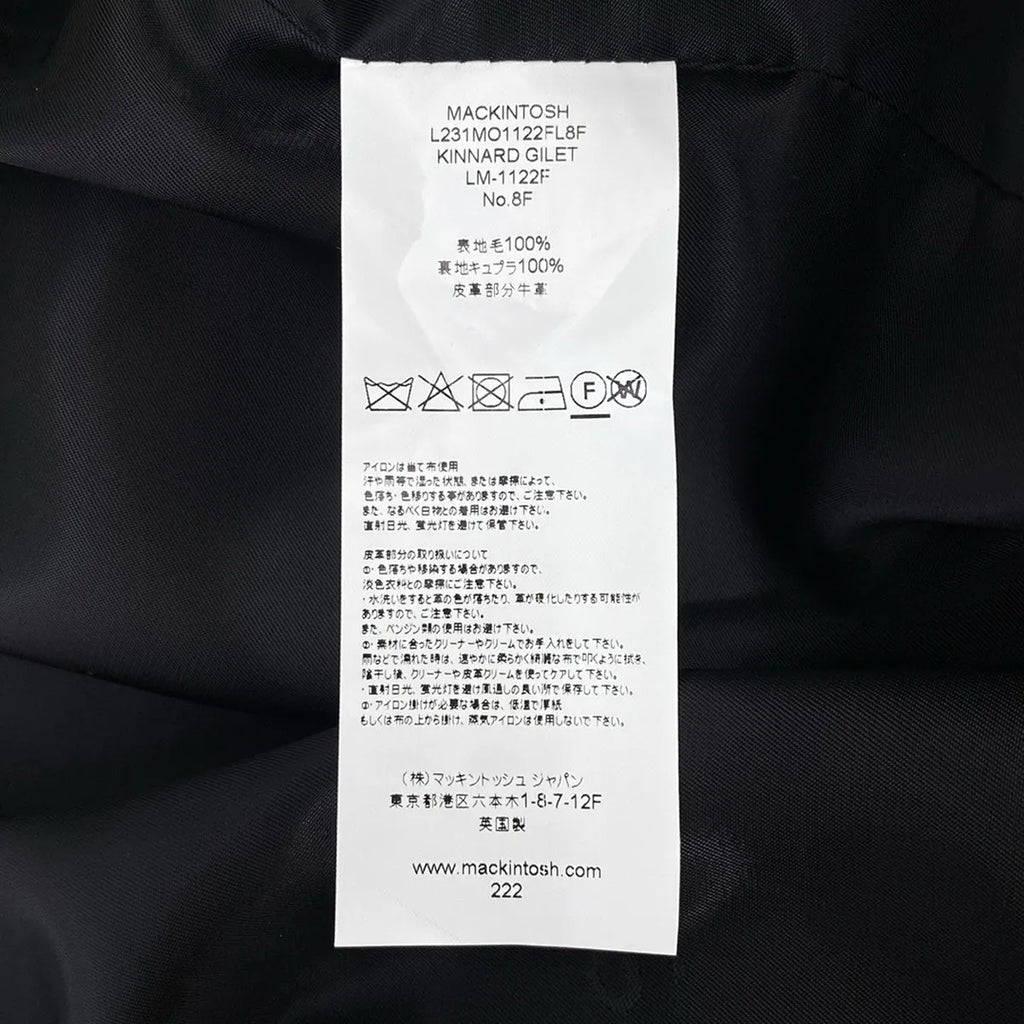 MACKINTOSH
L231MO1122FL8F
KINNARD GILET
LM-1122F
No.8F
表地毛100%
裏地キュプラ100%
皮革部分牛革
F
W
アイロンは当て布使用
汗や雨等で湿った状態、または摩擦によって、
色落ち・色移りする事がありますので、ご注意下さい。
また、なるべく白物との着用はお避け下さい。
直射日光、蛍光灯を避けて保管下さい。
皮革部分の取り扱いについて
・色落ちや移染する場合がありますので、
淡色衣料との摩擦にご注意下さい。
・水洗いをすると革の色が落ちたり、革が硬化したりする可能性が
ありますので、ご注意下さい。
また、ベンジン類の使用はお避け下さい。
・素材に合ったクリーナーやクリームでお手入れをして下さい。
雨などで濡れた時は、速やかに柔らかく綺麗な布で叩くように拭き、
陰干し後、クリーナーや皮革クリームを使ってケアして下さい。
・直射日光、蛍光灯を避け風通しの良い所で保存して下さい。
・アイロン掛けが必要な場合は、低温で厚紙
もしくは布の上から掛け、蒸気アイロンは使用しないで下さい。
(株)マッキントッシュ ジャパン
東京都港区六本木1-8-7-12F
英国製
www.mackintosh.com
222